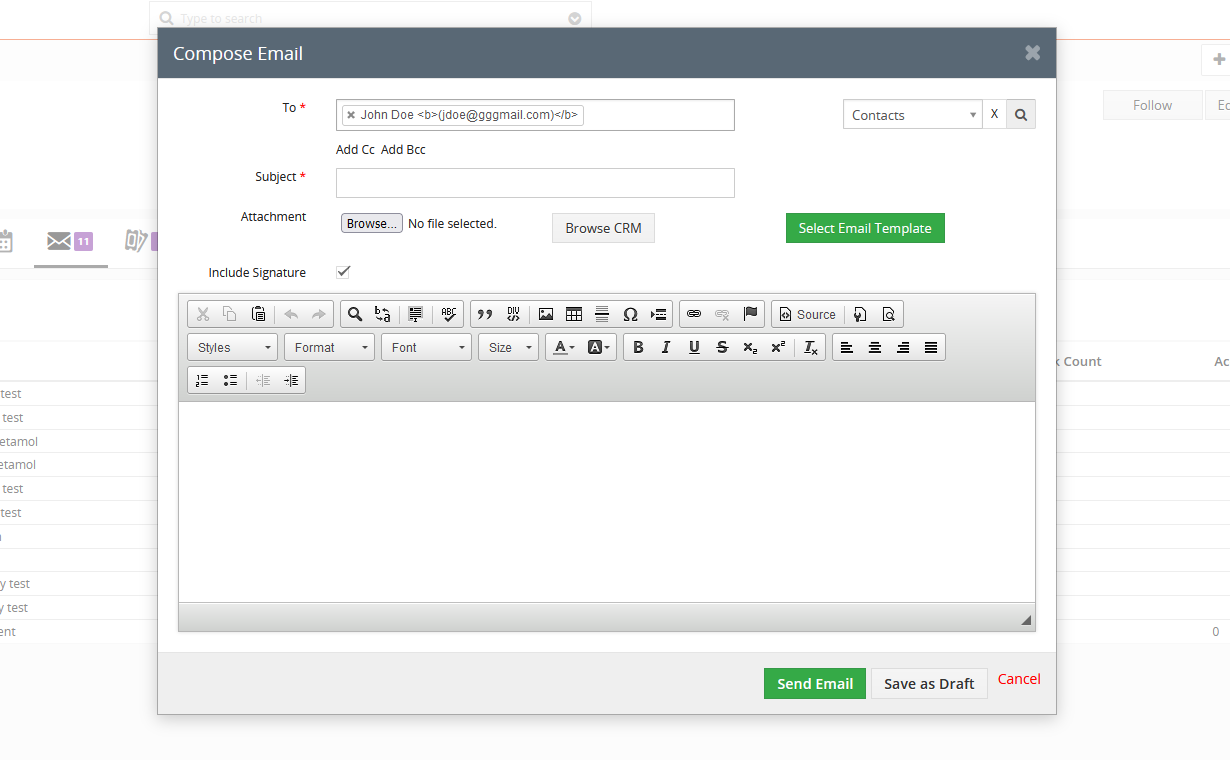 Type to search
Compose Email
To *
John Doe <b>(jdoe@gggmail.com)</b>
Contacts
X
Add Cc Add Bcc
Follow
Subject *
Attachment
Browse... No file selected.
Browse CRM
Select Email Template
11
Include Signature
Source
Styles
Format
Font
Size
Count
test
test
etamol
etamol
test
test
y test
y test
ent
0
Send Email
Save as Draft
Cancel